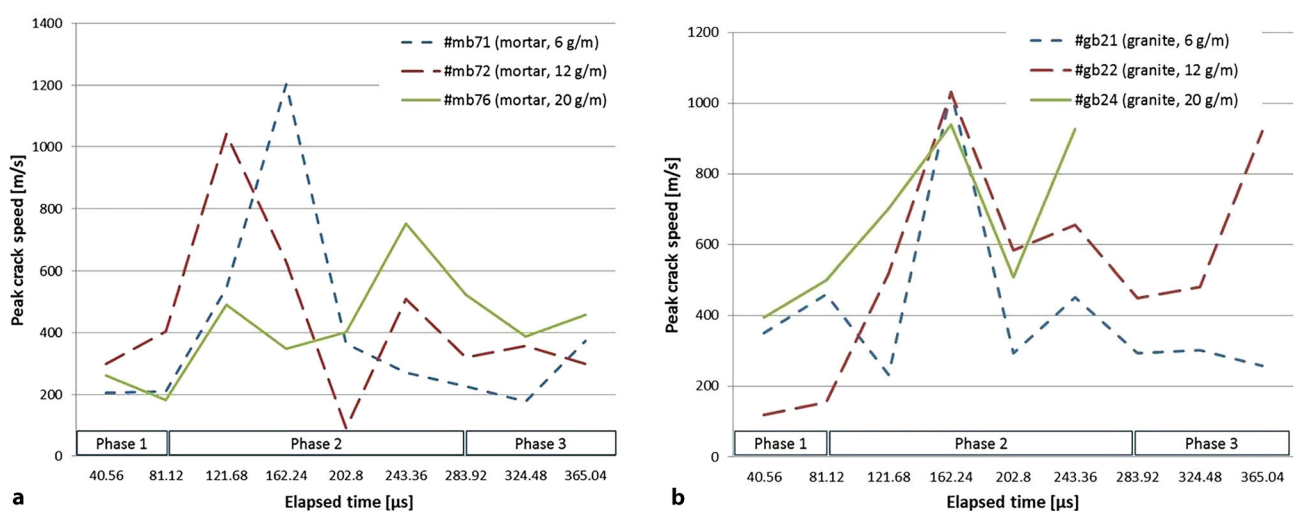 1400
1200
1000
800
600
400
200
0
Peak crack speed [m/s]
#mb71 (mortar, 6 g/m)
#mb72 (mortar, 12 g/m)
#mb76 (mortar, 20 g/m)
Phase 1 Phase 2 Phase 3
40.56 81.12 121.68 162.24 202.8 243.36 283.92 324.48 365.04
Elapsed time [µs]
a
1200
1000
800
600
400
200
0
Peak crack speed [m/s]
#gb21 (granite, 6 g/m)
#gb22 (granite, 12 g/m)
#gb24 (granite, 20 g/m)
Phase 1 Phase 2 Phase 3
40.56 81.12 121.68 162.24 202.8 243.36 283.92 324.48 365.04
Elapsed time [µs]
b